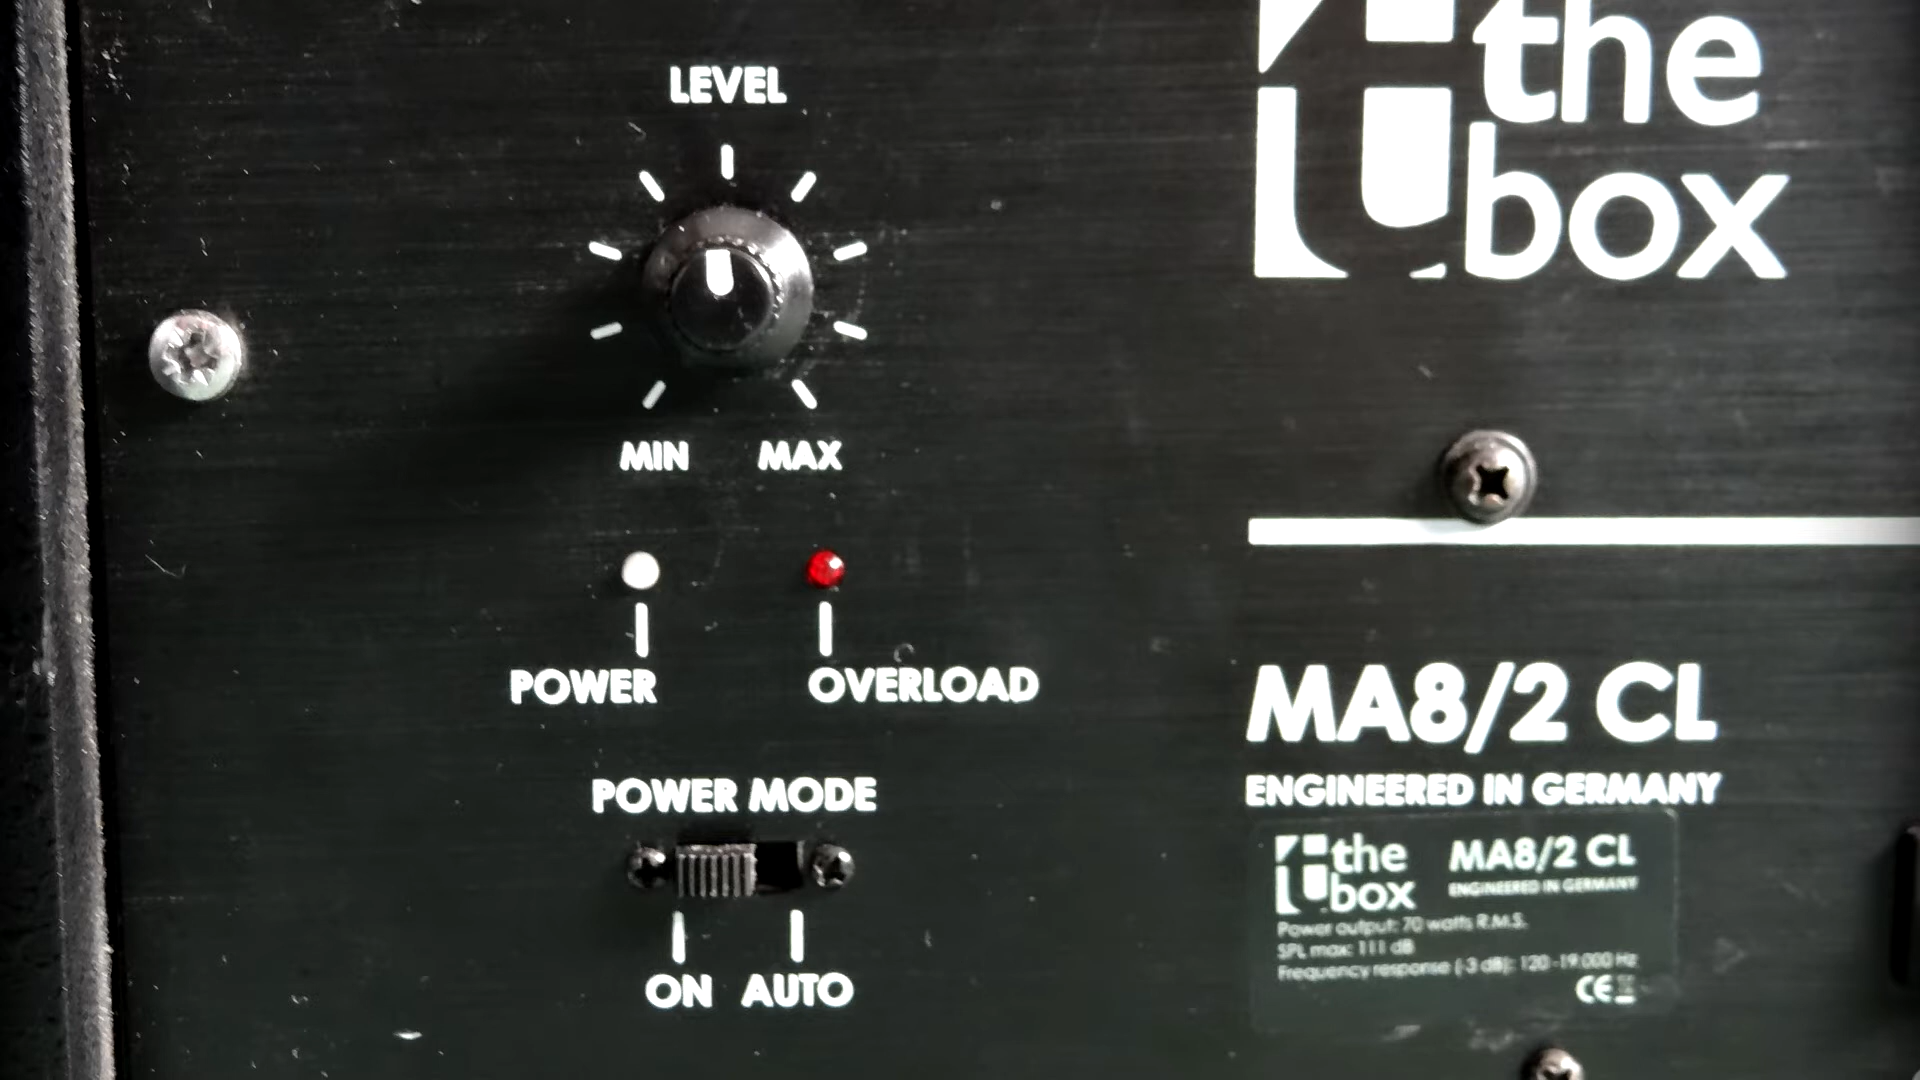 LEVEL
MIN MAX
POWER OVERLOAD
POWER MODE
ON AUTO
the
box
MA8/2 CL
ENGINEERED IN GERMANY
the
box
MA8/2 CL
ENGINEERED IN GERMANY
Power output: 70 watts R.M.S.
SPL max: 111 dB
Frequency response (-3 dB): 120 -19.000 Hz
CE